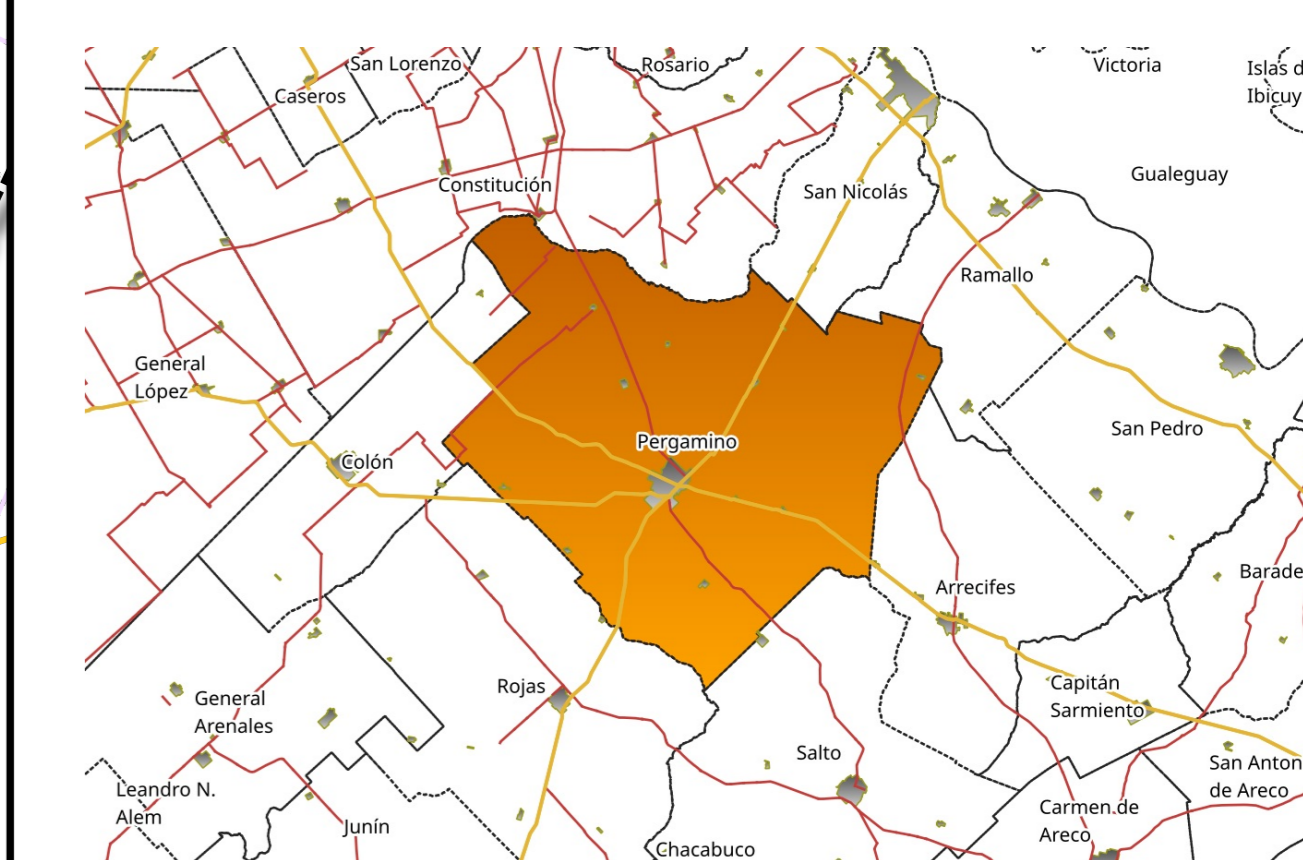 San Lorenzo
Rosario
Victoria
Islas d
Ibicuy
Caseros
Constitución
San Nicolás
Gualeguay
Ramallo
General
López
San Pedro
Pergamino
Colón
Arrecifes
Barade
Rojas
General
Arenales
Capitán
Sarmiento
Salto
San Anton
de Areco
Leandro N.
Alem
Junín
Carmen de
Areco
Chacabuco